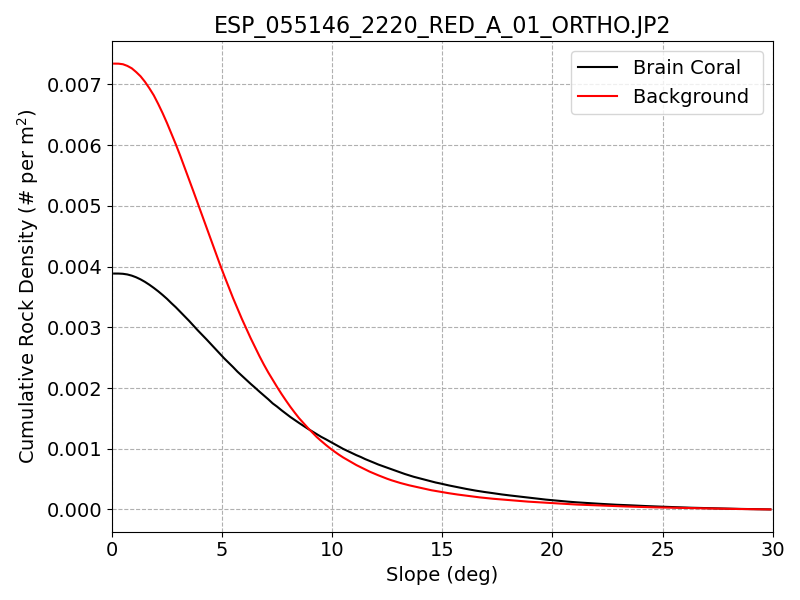 ESP_055146_2220_RED_A_01_ORTHO.JP2
Brain Coral
Background
Cumulative Rock Density (# per m²)
0.007
0.006
0.005
0.004
0.003
0.002
0.001
0.000
0 5 10 15 20 25 30
Slope (deg)